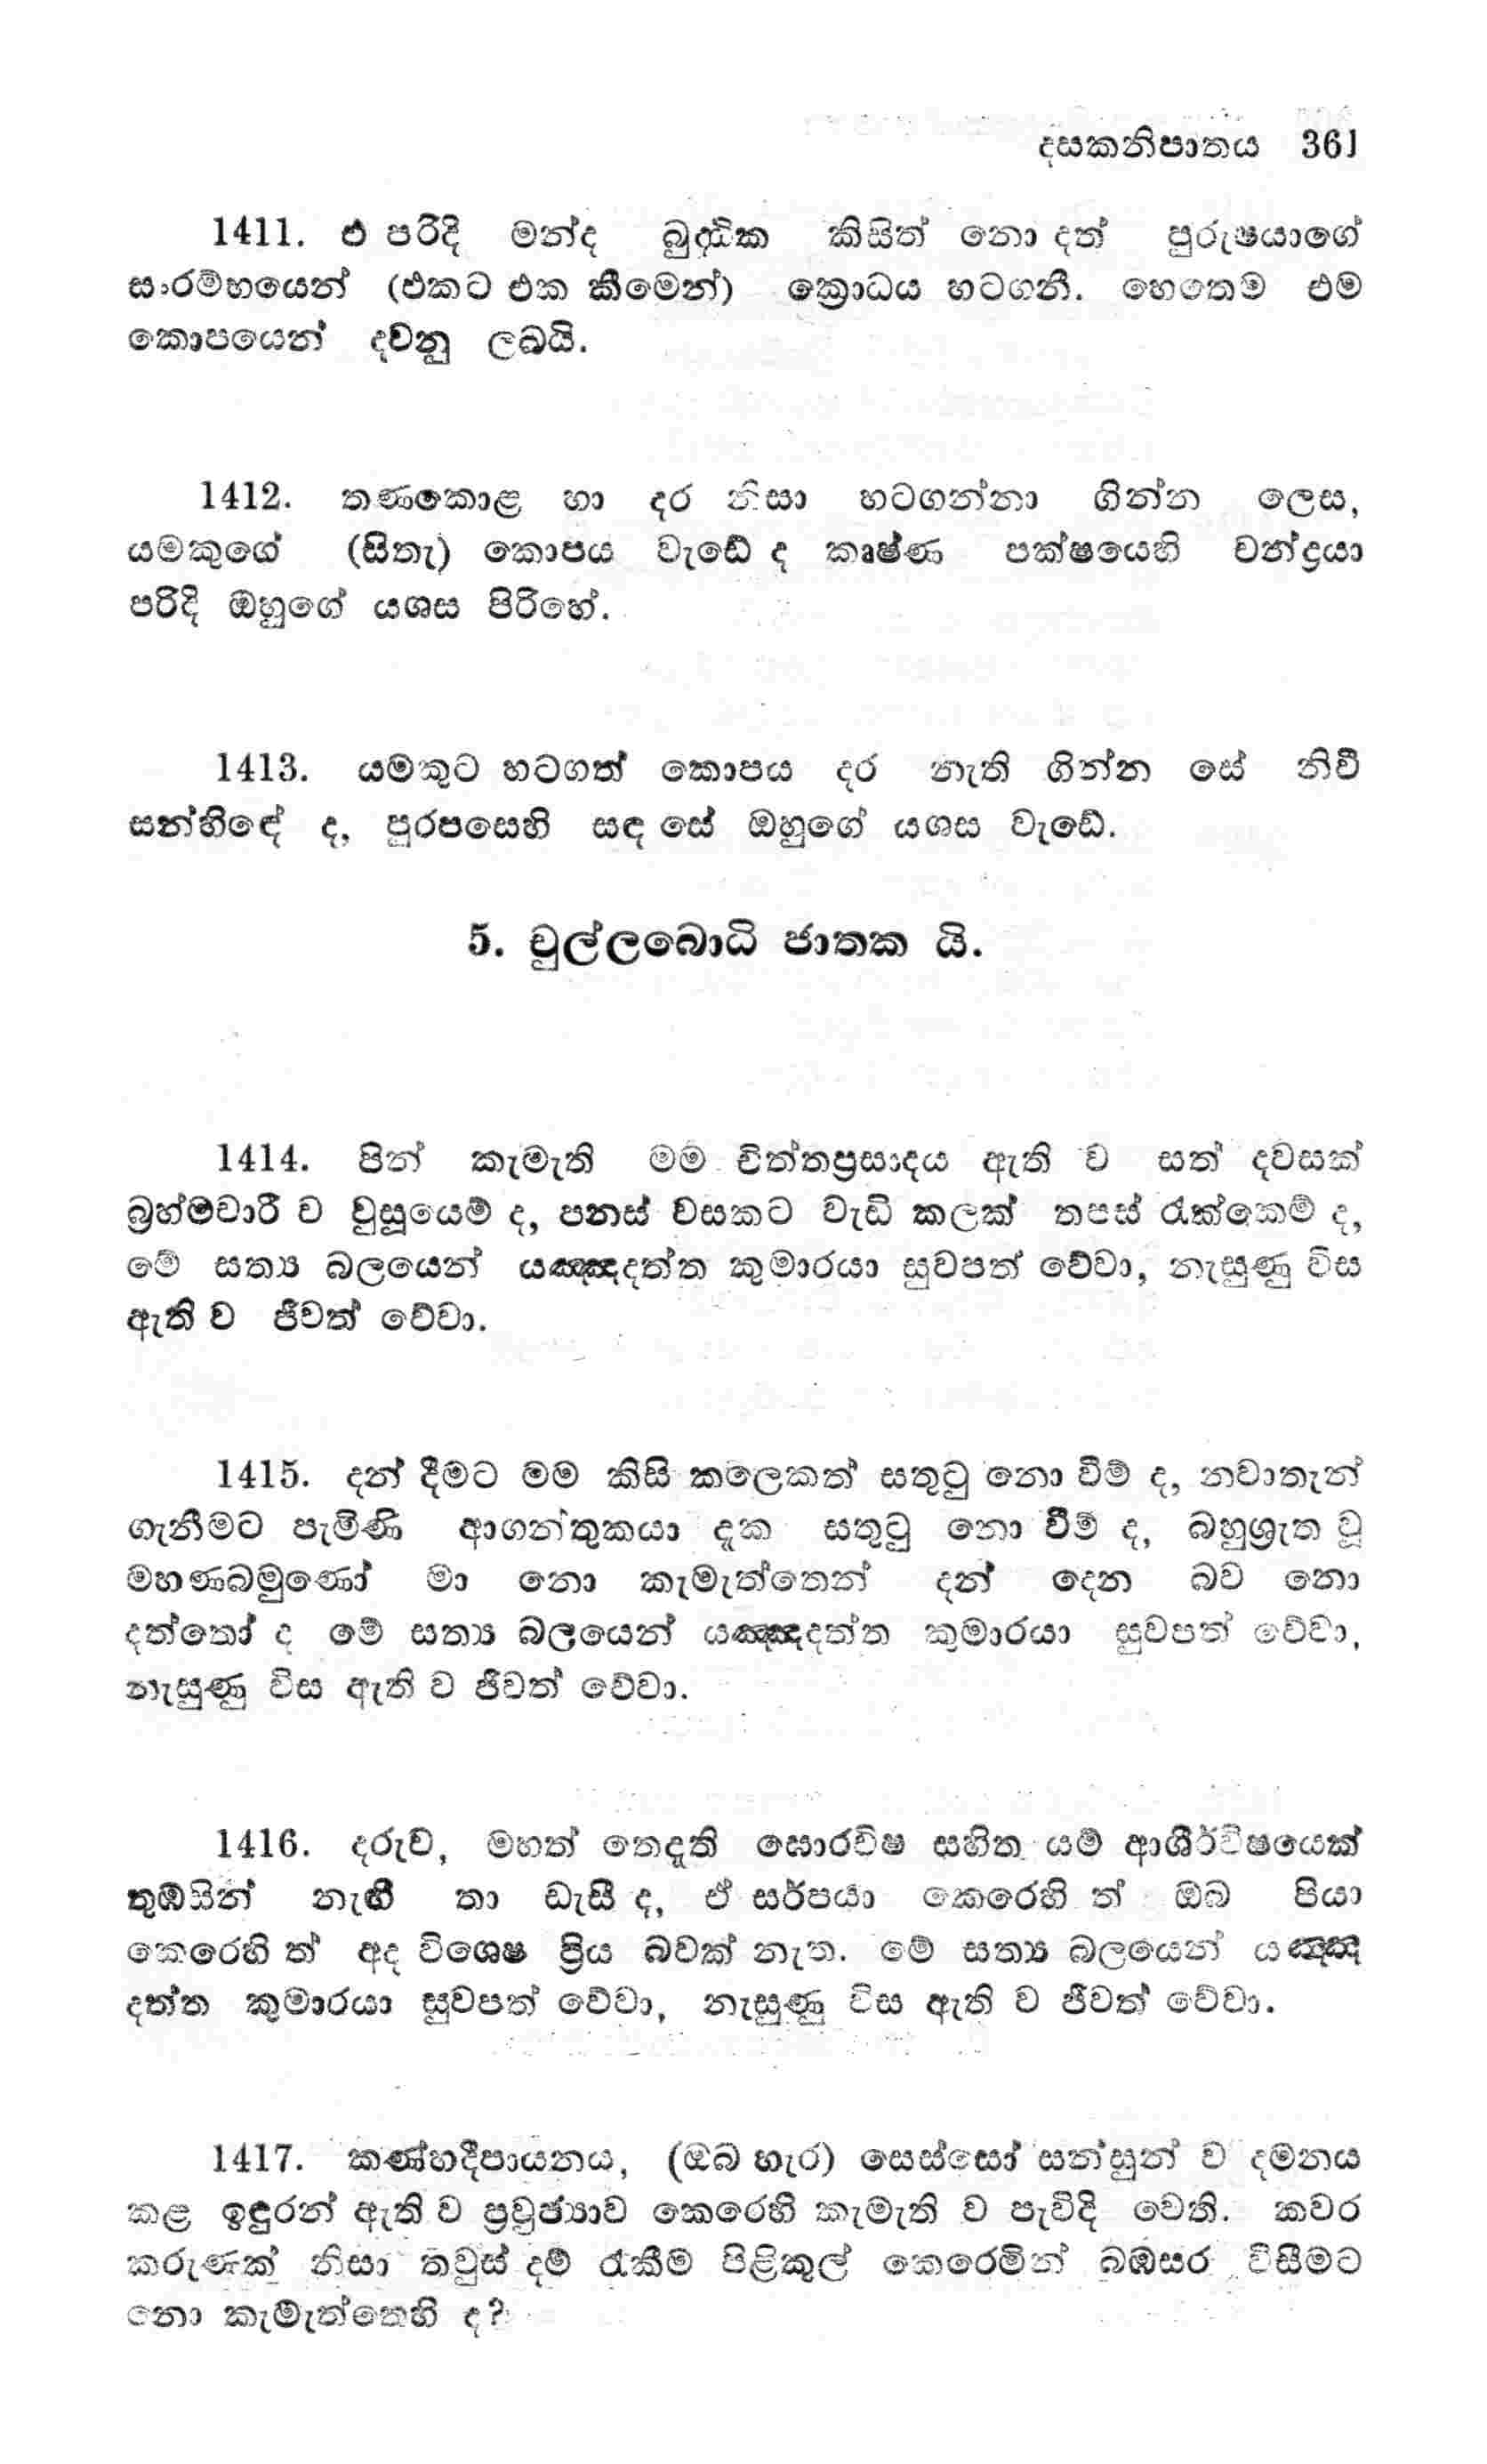 දසකනිපාතය 361
1411. එ පරිදි මන්ද බුද්ධික කිසිත් නො දත් පුරුෂයාගේ
සංරම්භයෙන් (එකට එක කීමෙන්) ක්‍රොධය හටගනී. හෙතෙම එම
කොපයෙන් දවනු ලබයි.
1412. තණකොළ හා දර නිසා හටගන්නා ගින්න ලෙස,
යමකුගේ (සිතැ) කොපය වැඩේ ද කෘෂ්ණ පක්ෂයෙහි චන්ද්‍රයා
පරිදි ඔහුගේ යශස පිරිහේ.
1413. යමකුට හටගත් කොපය දර නැති ගින්න සේ නිවී
සන්හිඳේ ද, පුරපසෙහි සඳ සේ ඔහුගේ යශස වැඩේ.
5. චුල්ලබොධි ජාතක යි.
1414. පින් කැමැති මම චිත්තප්‍රසාදය ඇති ව සත් දවසක්
බ්‍රහ්මචාරී ව වුසූයෙම් ද, පනස් වසකට වැඩි කලක් තපස් රැක්කෙම් ද,
මේ සත්‍ය බලයෙන් යඤ්ඤදත්ත කුමාරයා සුවපත් වේවා, නැසුණු විස
ඇති ව ජීවත් වේවා.
1415. දන් දීමට මම කිසි කලෙකත් සතුටු නො වීම් ද, නවාතැන්
ගැනීමට පැමිණි ආගන්තුකයා දැක සතුටු නො වීම් ද, බහුශ්‍රැත වූ
මහණබමුණෝ මා නො කැමැත්තෙන් දන් දෙන බව නො
දත්තෝ ද මේ සත්‍ය බලයෙන් යඤ්ඤදත්ත කුමාරයා සුවපත් වේවා,
නැසුණු විස ඇති ව ජීවත් වේවා.
1416. දරුව, මහත් තෙදැති ඝොරවිෂ සහිත යම් ආශීර්විෂයෙක්
තුඹසින් නැඟී තා ඩැසී ද, ඒ සර්පයා කෙරෙහි ත් ඔබ පියා
කෙරෙහි ත් අද විශෙෂ ප්‍රිය බවක් නැත. මේ සත්‍ය බලයෙන් යඤ්ඤ
දත්ත කුමාරයා සුවපත් වේවා, නැසුණු විස ඇති ව ජීවත් වේවා.
1417. කණ්හදීපායනය, (ඔබ හැර) සෙස්සෝ සන්සුන් ව දමනය
කළ ඉඳුරන් ඇති ව ප්‍රව්‍රජ්‍යාව කෙරෙහි කැමැති ව පැවිදි වෙති. කවර
කරුණක් නිසා තවුස් දම් රැකීම පිළිකුල් කෙරෙමින් බඹසර විසීමට
නො කැමැත්තෙහි ද?